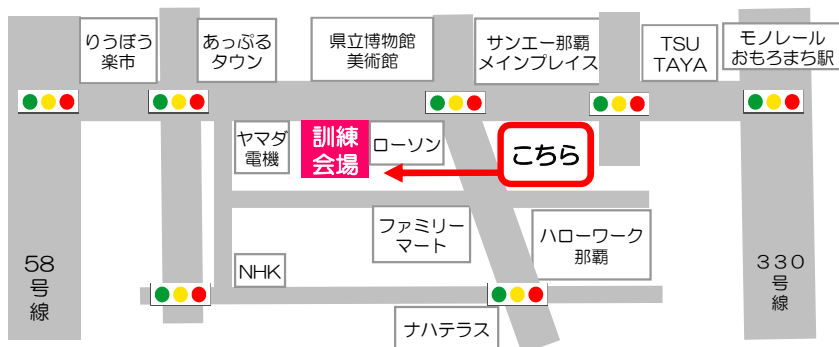 りうぼう
楽市
あっぷる
タウン
県立博物館
美術館
サンエー那覇
メインプレイス
TSU
TAYA
モノレール
おもろまち駅
ヤマダ
電機
訓練
会場
ローソン
こちら
ファミリー
マート
ハローワーク
那覇
58
号
線
NHK
330
号
線
ナハテラス